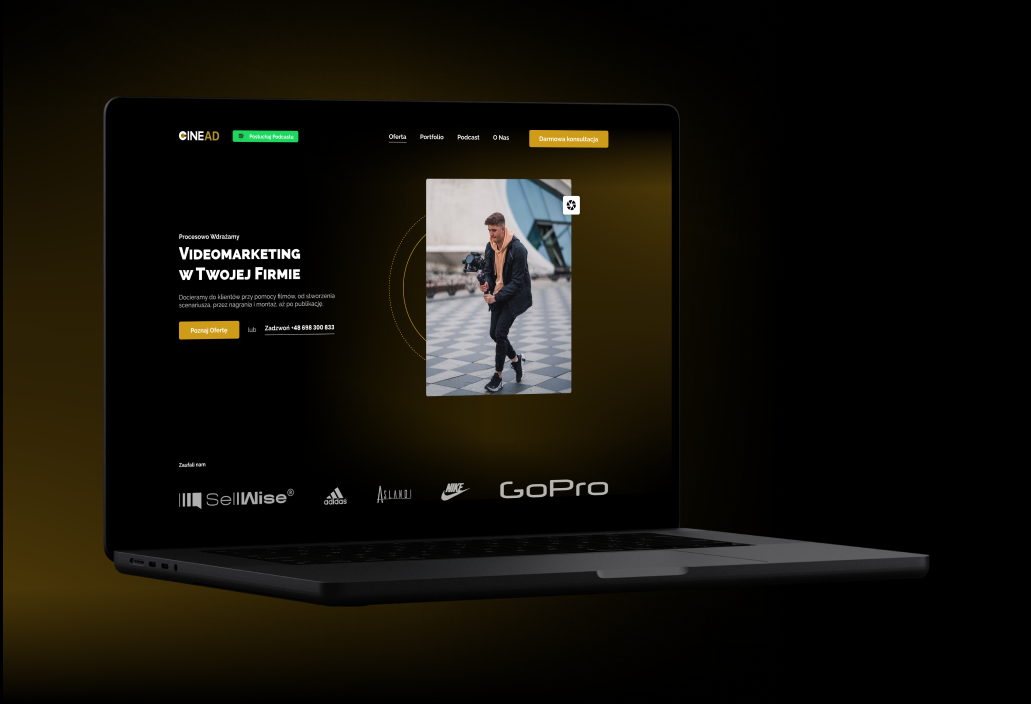 CINEAD
Posłuchaj Podcastu
Oferta
Portfolio
Podcast
O Nas
Darmowa konsultacja
Procesowo Wdrażamy
Videomarketing
w Twojej Firmie
Docieramy do klientów przy pomocy filmów, od stworzenia
scenariusza, przez nagrania i montaż, aż po publikację.
Poznaj Ofertę
lub
Zadzwoń +48 698 300 833
Zaufali nam
SellWise®
adidas
NIKE
GoPro